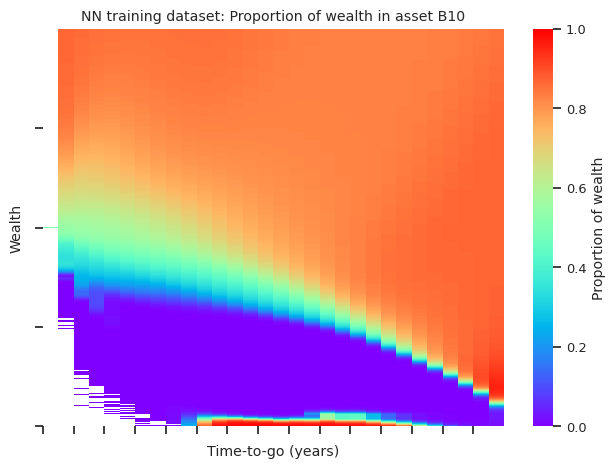 NN training dataset: Proportion of wealth in asset B10
Wealth
Time-to-go (years)
1.0
0.8
0.6
0.4
0.2
0.0
Proportion of wealth